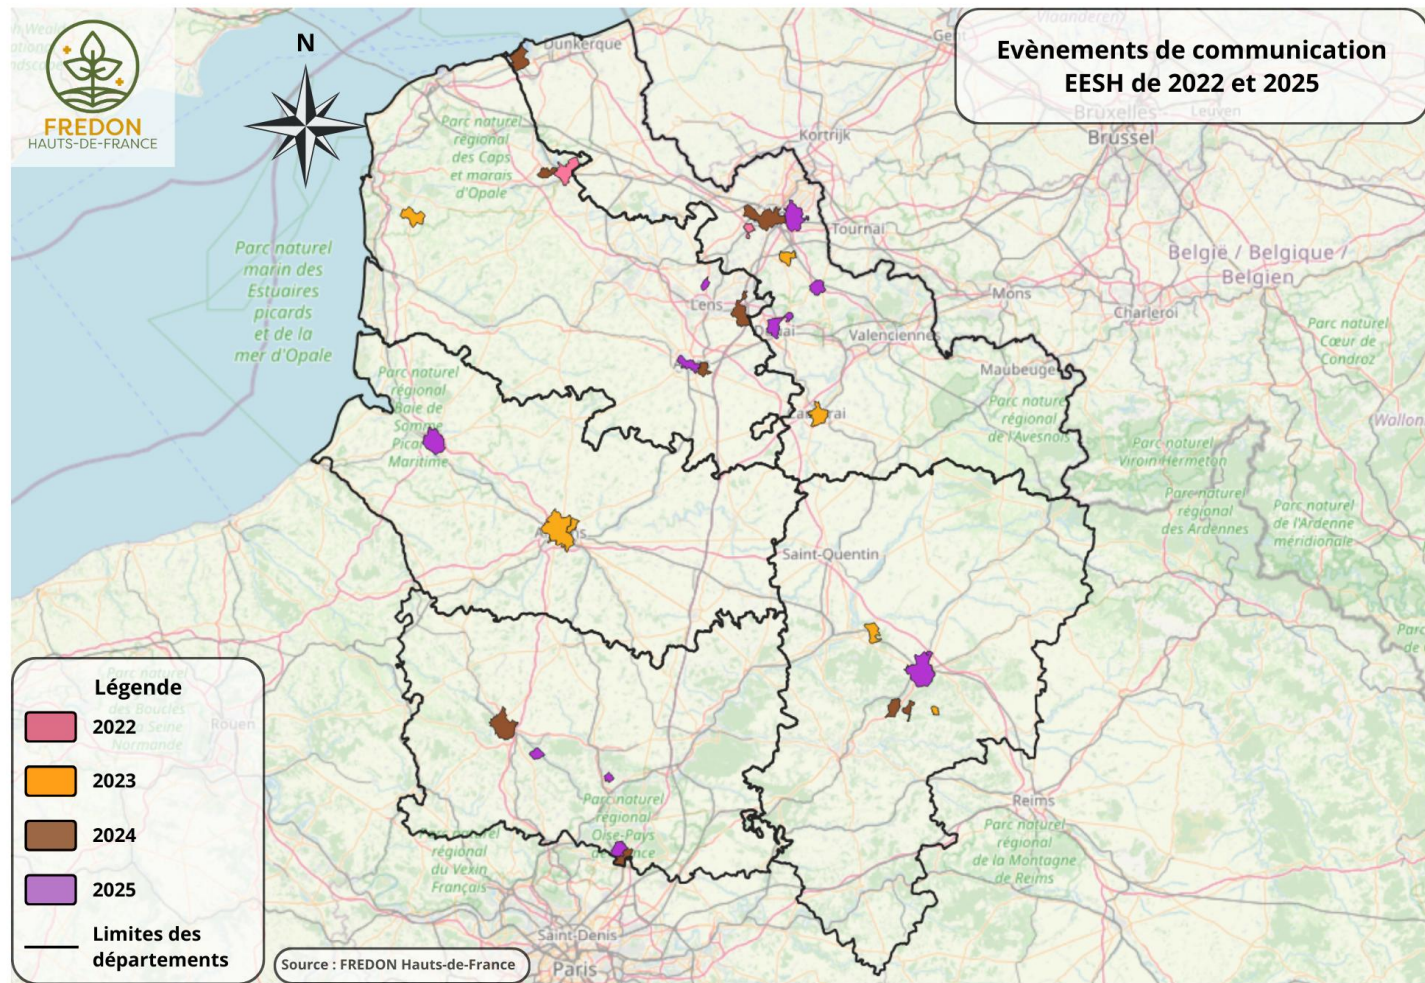 Evènements de communication
EESH de 2022 et 2025
FREDON
HAUTS-DE-FRANCE
N
Dunkerque
Vlaanderen
Kortrijk
Bruxelles
Brussel
Leuven
Parc naturel
régional
des Caps
et marais
d'Opale
Tournai
België / Belgique /
Belgien
Parc naturel
marin des
Estuaires
picards
et de la
mer d'Opale
Lens
Mons
Charleroi
Valenciennes
Maubeuge
Parc naturel
Cœur de
Condroz
Parc naturel
régional
Baie de
Somme
Maritime
Parc naturel
régional
de l'Avesnois
Parc naturel
Viroin-Hermeton
Parc naturel
régional
des Ardennes
Parc naturel
de l'Ardenne
méridionale
Saint-Quentin
Rouen
Reims
Parc naturel
régional
de la Montagne
de Reims
Parc naturel
régional
Oise-Pays
régional
du Vexin
Français
Saint-Denis
Paris
Légende
2022
2023
2024
2025
Limites des
départements
Source : FREDON Hauts-de-France